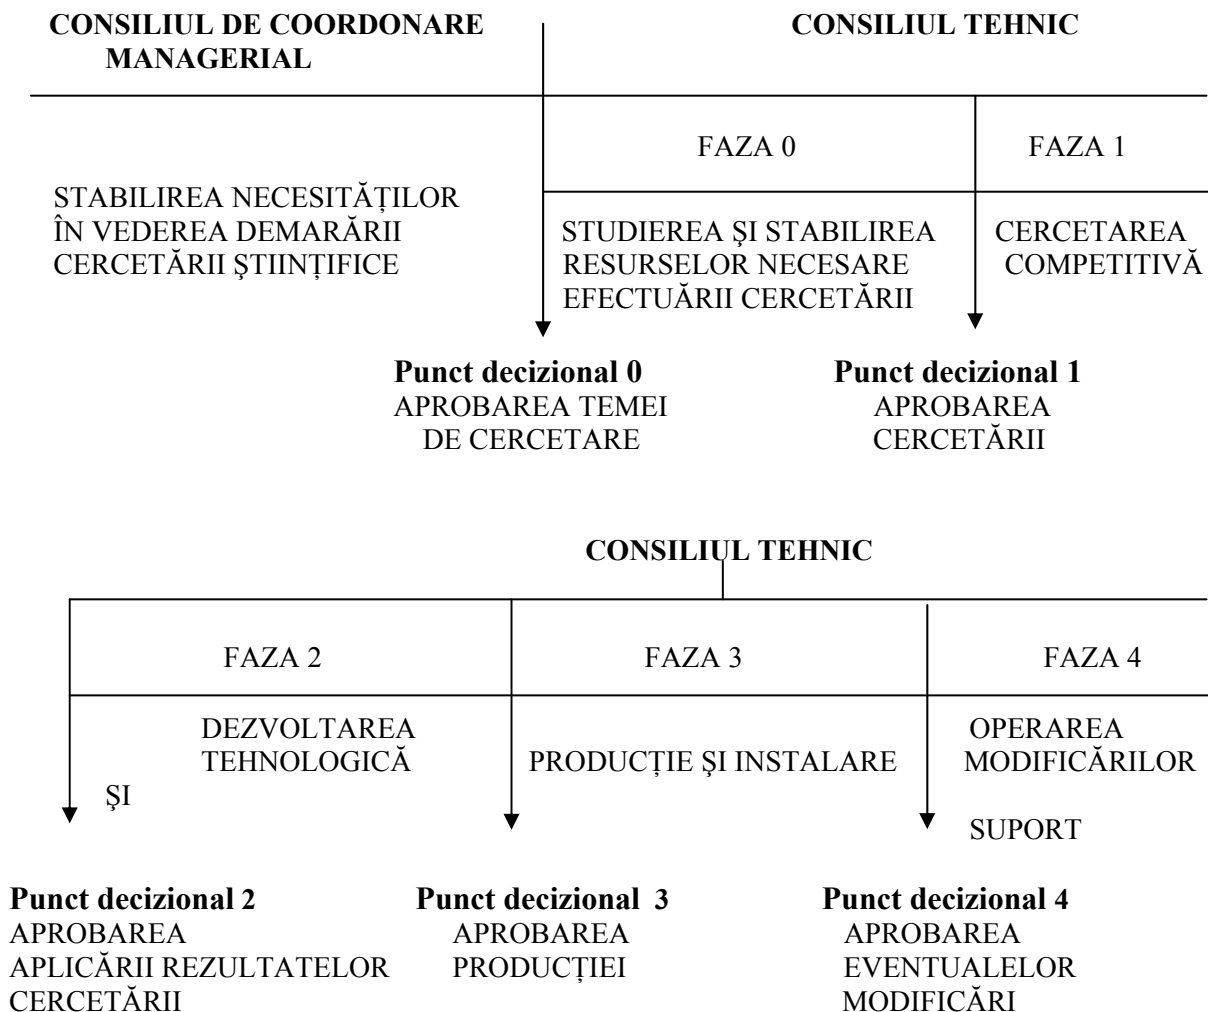 CONSILIUL DE COORDONARE
MANAGERIAL
CONSILIUL TEHNIC
FAZA 0
FAZA 1
STABILIREA NECESITĂȚILOR
ÎN VEDEREA DEMARĂRII
CERCETĂRII ŞTIINȚIFICE
STUDIEREA ŞI STABILIREA
RESURSELOR NECESARE
EFECTUĂRII CERCETĂRII
CERCETAREA
COMPETITIVĂ
Punct decizional 0
APROBAREA TEMEI
DE CERCETARE
Punct decizional 1
APROBAREA
CERCETĂRII
CONSILIUL TEHNIC
FAZA 2
FAZA 3
FAZA 4
DEZVOLTAREA
TEHNOLOGICĂ
ŞI
PRODUCȚIE ŞI INSTALARE
OPERAREA
MODIFICĂRILOR
SUPORT
Punct decizional 2
APROBAREA
APLICĂRII REZULTATELOR
CERCETĂRII
Punct decizional 3
APROBAREA
PRODUCȚIEI
Punct decizional 4
APROBAREA
EVENTUALELOR
MODIFICĂRI